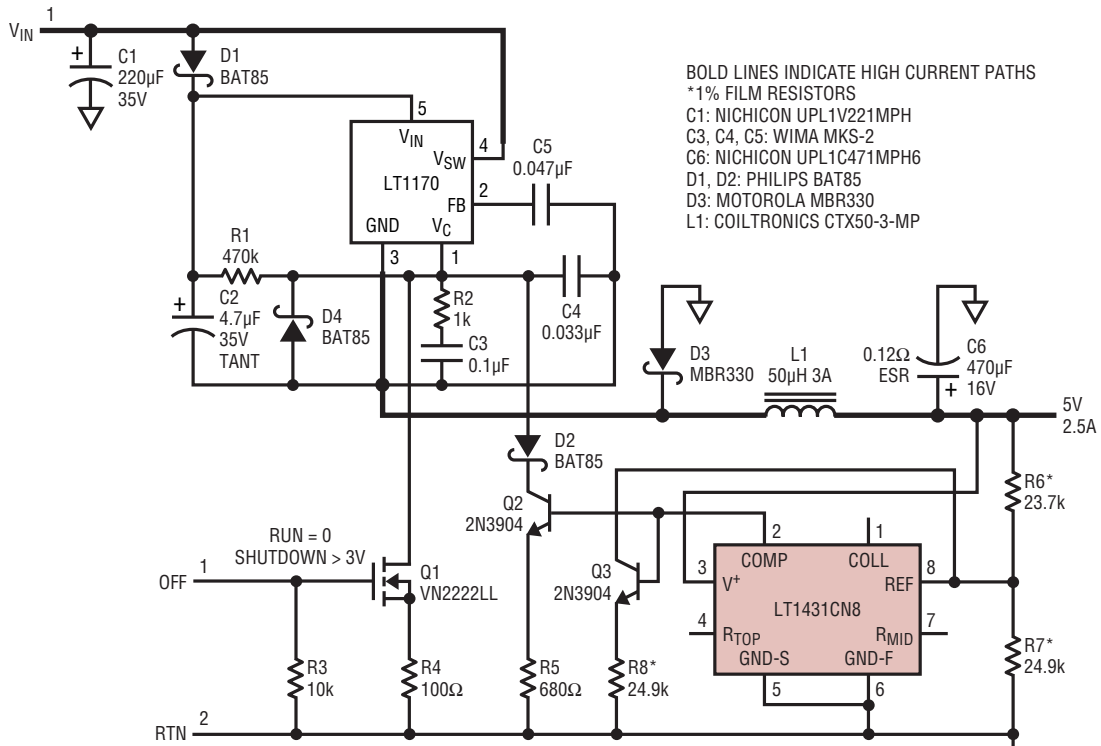 VIN
1
+
C1
220µF
35V
D1
BAT85
BOLD LINES INDICATE HIGH CURRENT PATHS
*1% FILM RESISTORS
C1: NICHICON UPL1V221MPH
C3, C4, C5: WIMA MKS-2
C6: NICHICON UPL1C471MPH6
D1, D2: PHILIPS BAT85
D3: MOTOROLA MBR330
L1: COILTRONICS CTX50-3-MP
5
VIN
4
VSW
LT1170
2
FB
GND
VC
3
1
C5
0.047µF
R1
470k
+
C2
4.7µF
35V
TANT
D4
BAT85
R2
1k
C3
0.1µF
C4
0.033µF
D3
MBR330
L1
50µH 3A
0.12Ω
ESR
C6
470µF
16V
+
5V
2.5A
D2
BAT85
Q2
2N3904
R6*
23.7k
RUN = 0
SHUTDOWN > 3V
OFF
1
Q1
VN2222LL
Q3
2N3904
2
COMP
1
COLL
3
V+
8
REF
LT1431CN8
4
RTOP
7
RMID
GND-S
GND-F
5
6
R7*
24.9k
R3
10k
R4
100Ω
R5
680Ω
R8*
24.9k
RTN
2